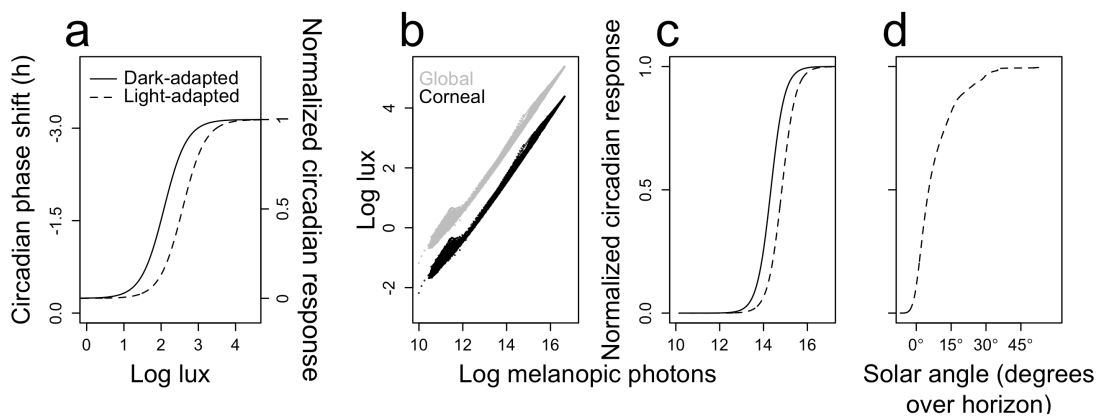 a
Circadian phase shift (h)
-3.0
-1.5
0.0
Dark-adapted
Light-adapted
1
0.5
0
Normalized circadian response
0 1 2 3 4
Log lux
b
Log lux
4
2
0
-2
Global
Corneal
10 12 14 16
c
Normalized circadian response
1.0
0.5
0.0
10 12 14 16
Log melanopic photons
d
0° 15° 30° 45°
Solar angle (degrees
over horizon)